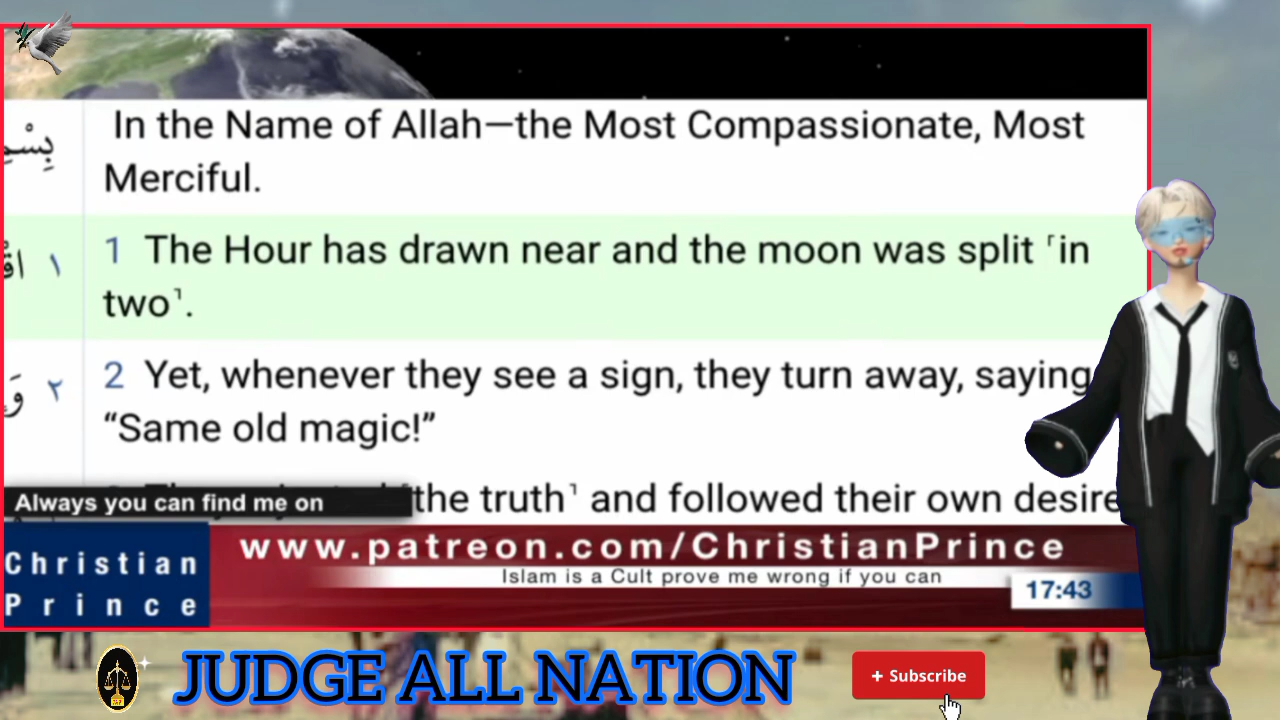 In the Name of Allah—the Most Compassionate, Most
Merciful.
1 The Hour has drawn near and the moon was split ⸢in
two⸣.
2 Yet, whenever they see a sign, they turn away, saying
“Same old magic!”
the truth⸣ and followed their own desire
Always you can find me on
Christian
Prince
www.patreon.com/ChristianPrince
Islam is a Cult prove me wrong if you can
17:43
JUDGE ALL NATION
+ Subscribe